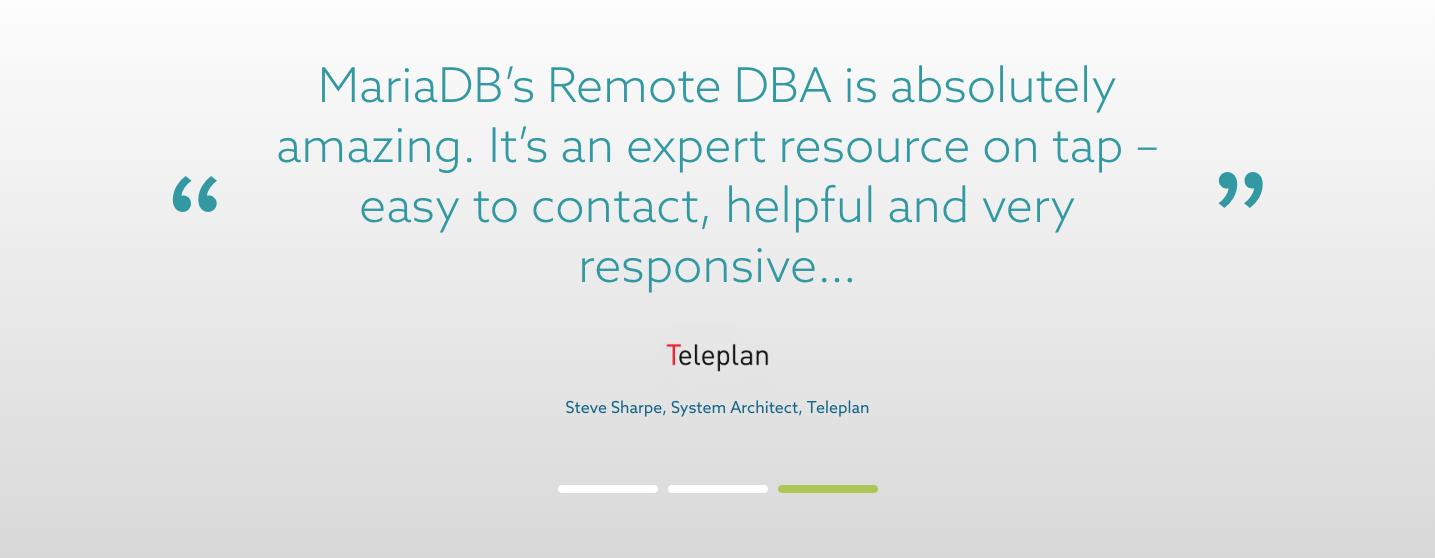 MariaDB’s Remote DBA is absolutely
amazing. It’s an expert resource on tap –
“ easy to contact, helpful and very ”
responsive...
Teleplan
Steve Sharpe, System Architect, Teleplan